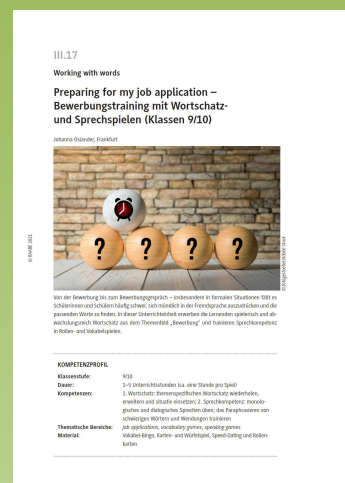 III.17
Working with words
Preparing for my job application –
Bewerbungstraining mit Wortschatz-
und Sprechspielen (Klassen 9/10)
Johanna Osiander, Frankfurt
© RAABE 2021
? ? ? ?
Von der Bewerbung bis zum Bewerbungsgespräch – insbesondere in formalen Situationen fällt es
Schülerinnen und Schülern häufig schwer, sich mündlich in der Fremdsprache auszudrücken und die
passenden Worte zu finden. In dieser Unterrichtseinheit erwerben die Lernenden spielerisch und ab-
wechslungsreich Wortschatz aus dem Themenfeld „Bewerbung“ und trainieren Sprechkompetenz
in Rollen- und Vokabelspielen.
KOMPETENZPROFIL
Klassenstufe: 9/10
Dauer: 1–5 Unterrichtsstunden (ca. eine Stunde pro Spiel)
Kompetenzen: 1. Wortschatz: themenspezifischen Wortschatz wiederholen,
erweitern und situativ einsetzen; 2. Sprechkompetenz: monolo-
gisches und dialogisches Sprechen üben; das Paraphrasieren von
schwierigen Wörtern und Wendungen trainieren
Thematische Bereiche: job applications, vocabulary games, speaking games
Material: Vokabel-Bingo, Karten- und Würfelspiel, Speed-Dating und Rollen-
karten